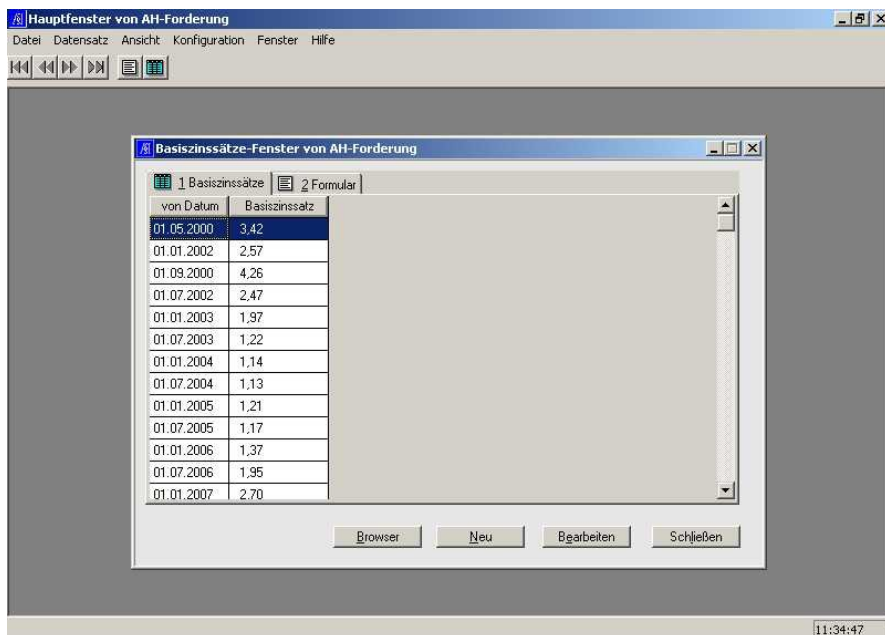 Hauptfenster von AH-Forderung
Datei Datensatz Ansicht Konfiguration Fenster Hilfe
Basiszinssätze-Fenster von AH-Forderung
1 Basiszinssätze 2 Formular
von Datum Basiszinssatz
01.05.2000 3,42
01.01.2002 2,57
01.09.2000 4,26
01.07.2002 2,47
01.01.2003 1,97
01.07.2003 1,22
01.01.2004 1,14
01.07.2004 1,13
01.01.2005 1,21
01.07.2005 1,17
01.01.2006 1,37
01.07.2006 1,95
01.01.2007 2,70
Browser Neu Bearbeiten Schließen
11:34:47